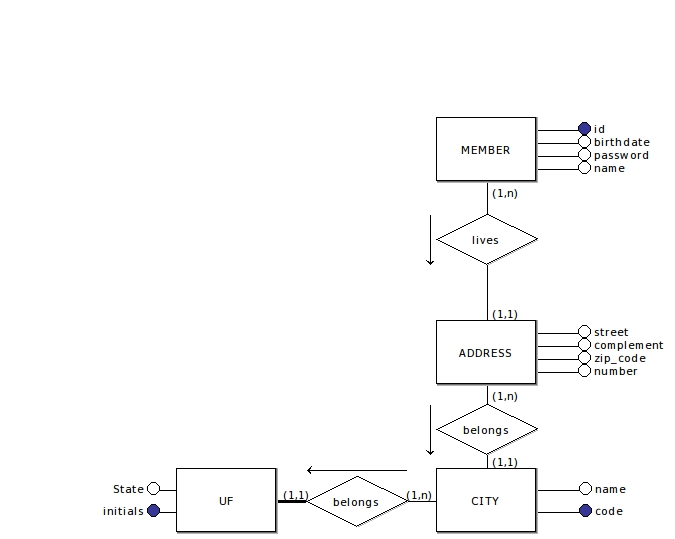 MEMBER
id
birthdate
password
name
(1,n)
lives
(1,1)
ADDRESS
street
complement
zip_code
number
(1,n)
belongs
(1,1)
State
initials
UF
(1,1)
belongs
(1,n)
CITY
name
code